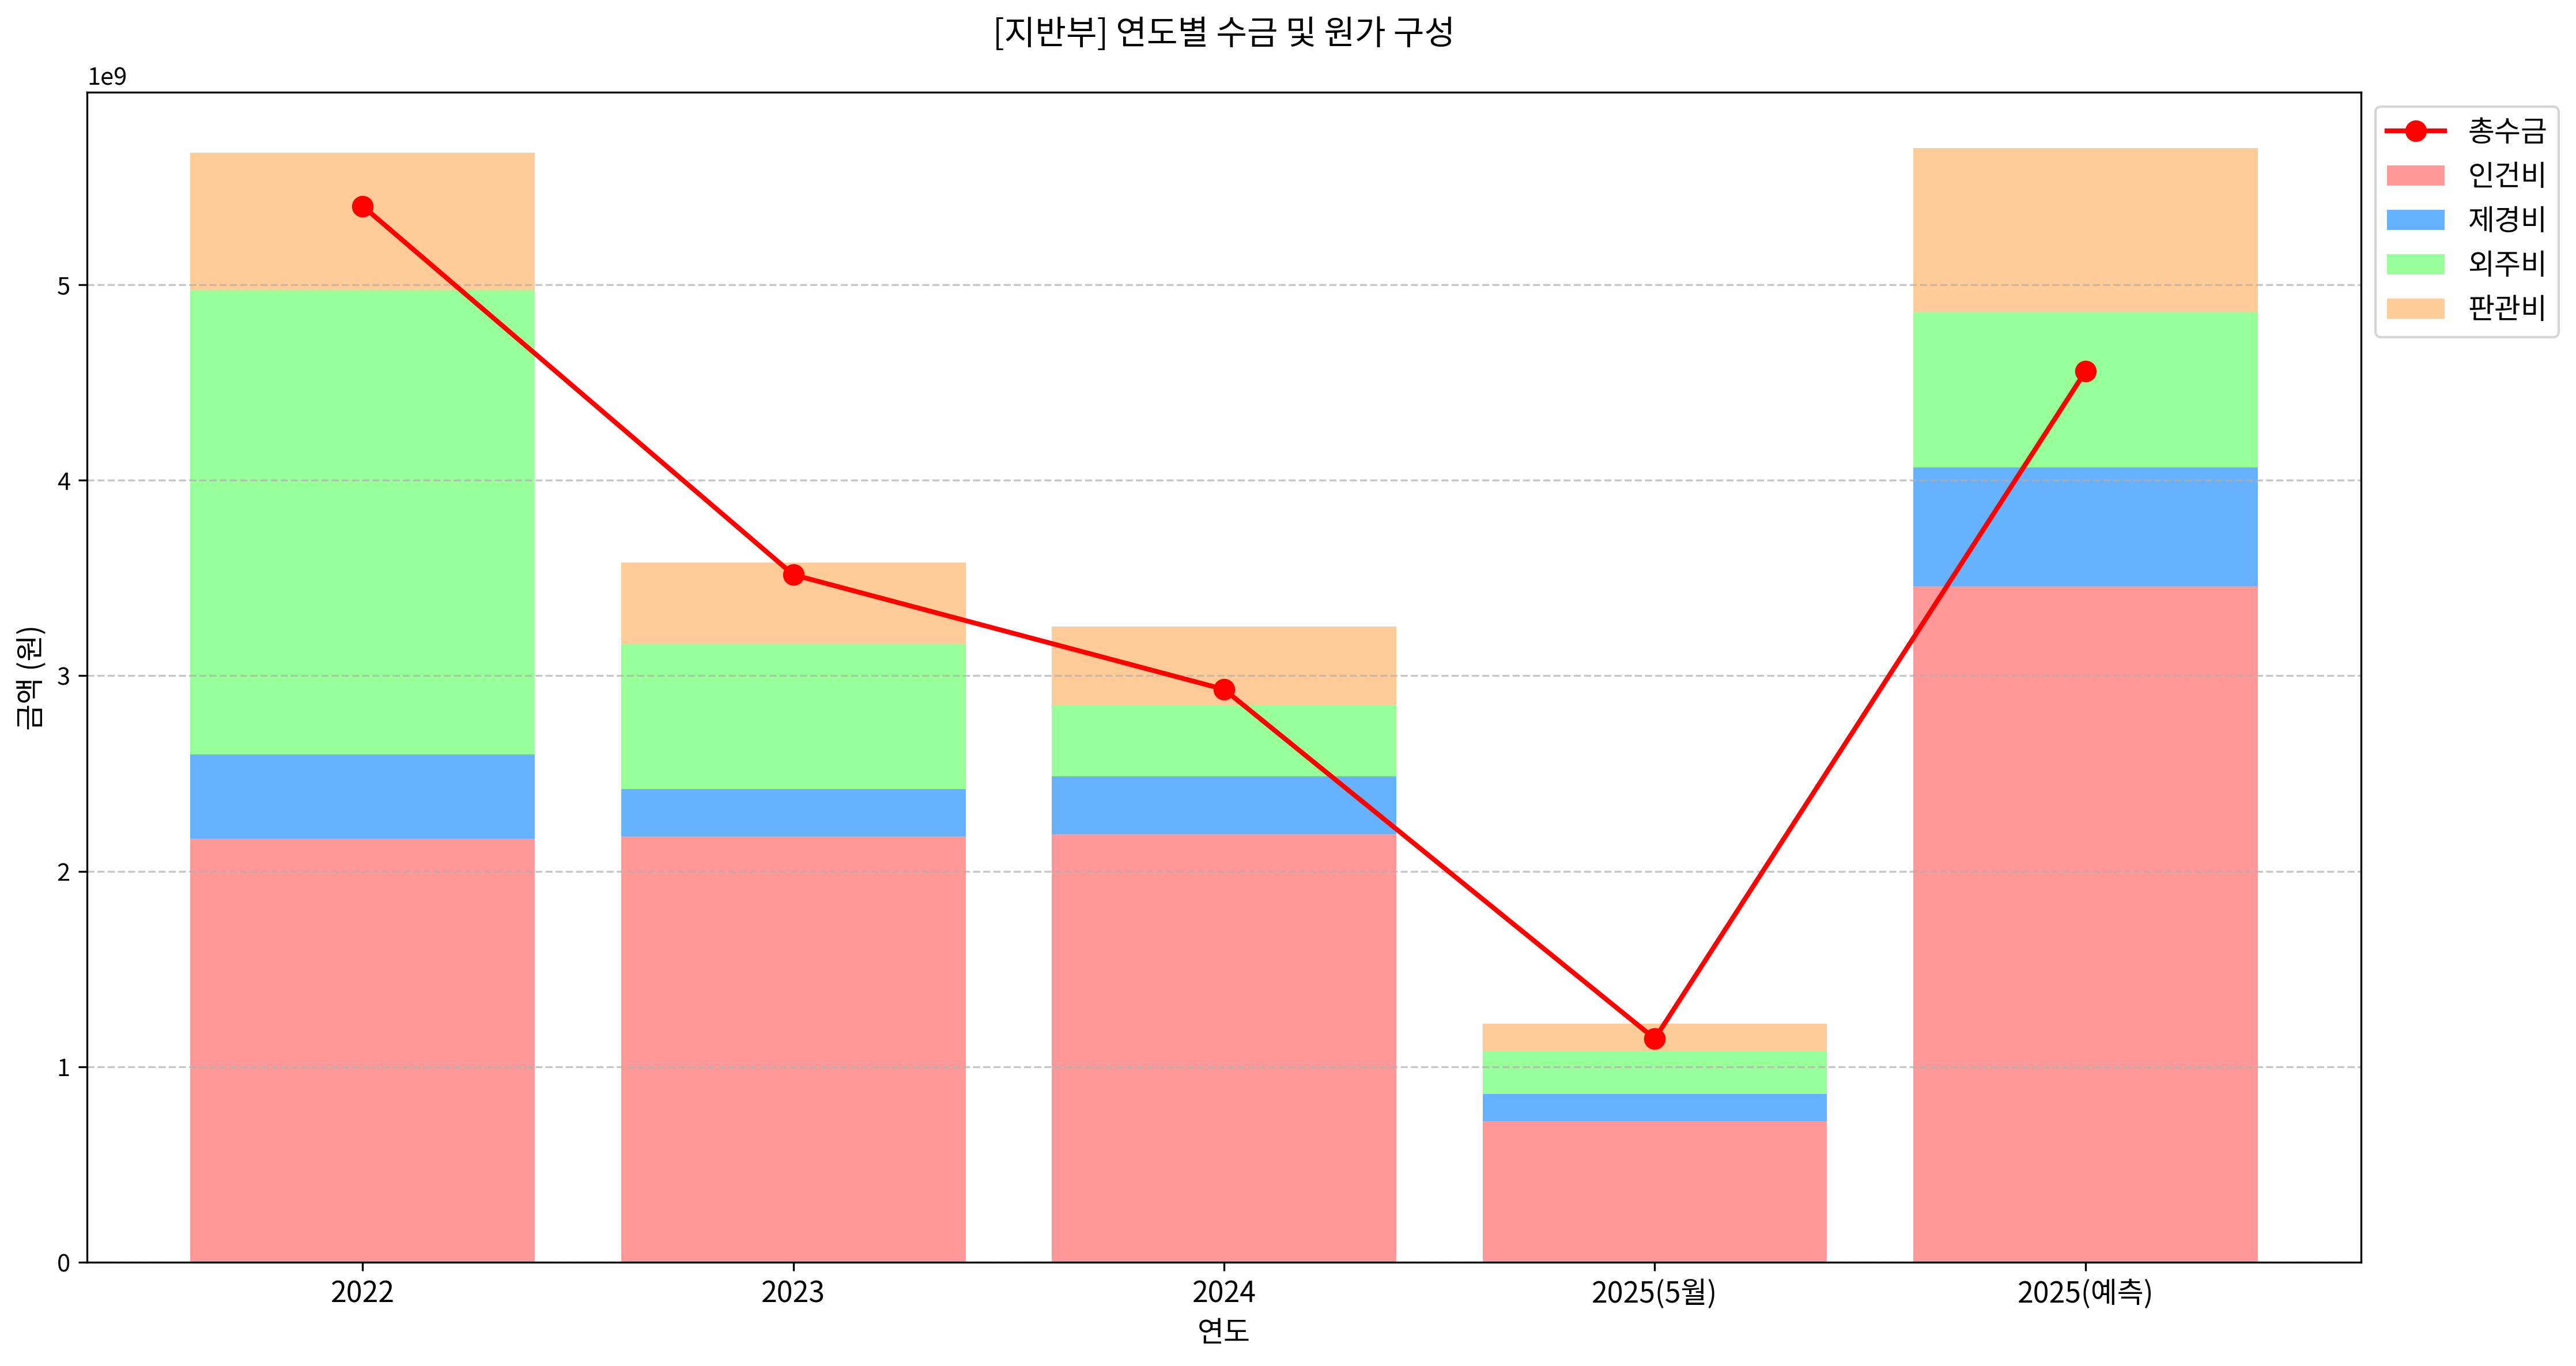 [지반부] 연도별 수금 및 원가 구성
1e9
총수금
인건비
제경비
외주비
판관비
5
4
3
2
1
0
금액 (원)
2022
2023
2024
2025(5월)
2025(예측)
연도